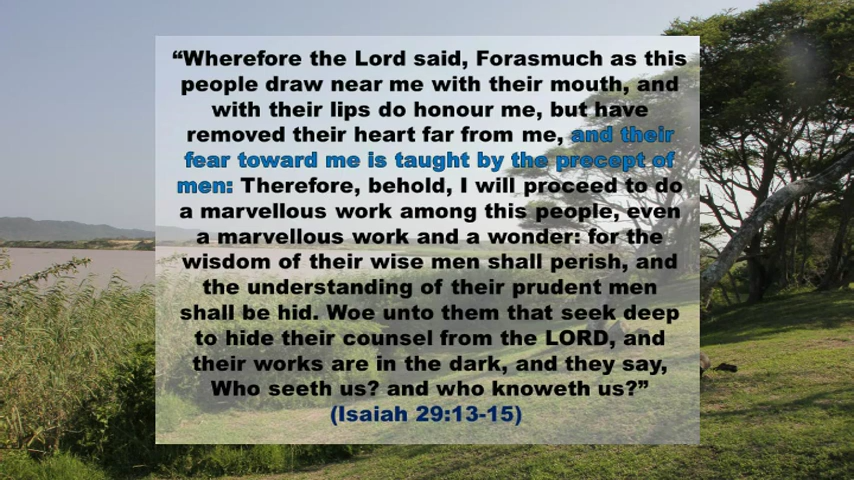 “Wherefore the Lord said, Forasmuch as this
people draw near me with their mouth, and
with their lips do honour me, but have
removed their heart far from me, and their
fear toward me is taught by the precept of
men: Therefore, behold, I will proceed to do
a marvellous work among this people, even
a marvellous work and a wonder: for the
wisdom of their wise men shall perish, and
the understanding of their prudent men
shall be hid. Woe unto them that seek deep
to hide their counsel from the LORD, and
their works are in the dark, and they say,
Who seeth us? and who knoweth us?”
(Isaiah 29:13-15)